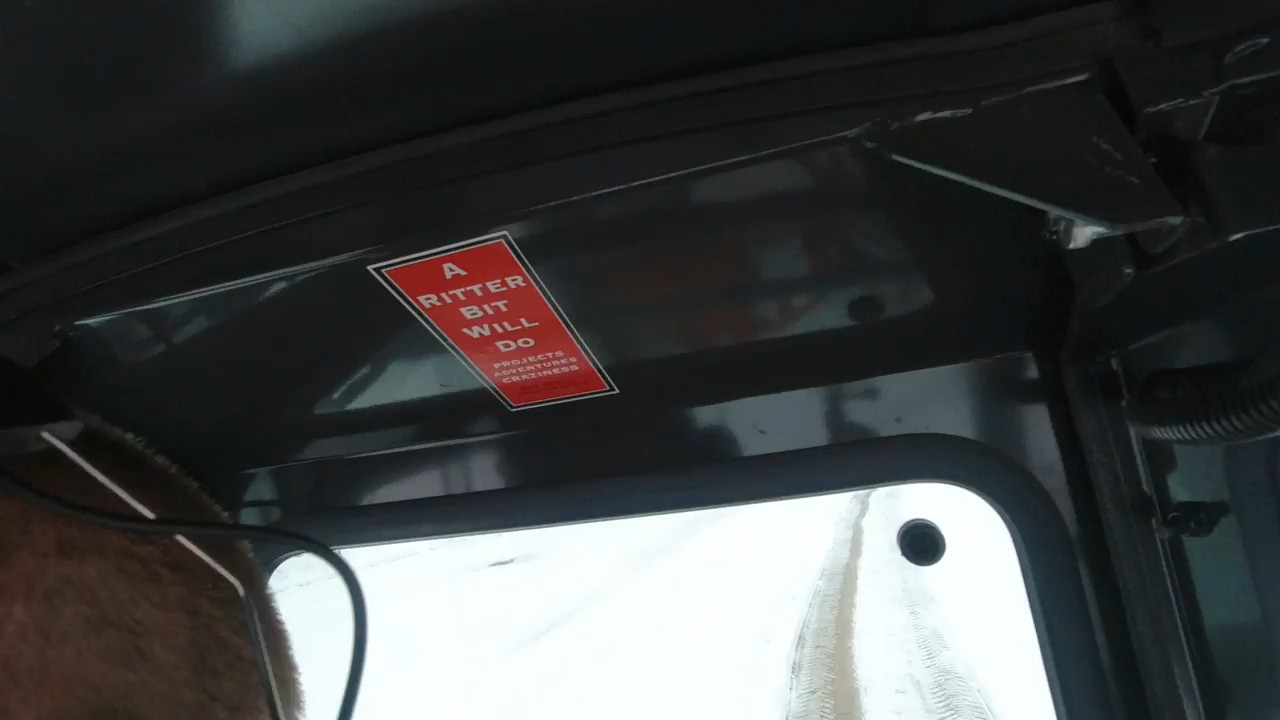 A
RITTER
BIT
WILL
DO
PROJECTS
ADVENTURES
CRAZINESS